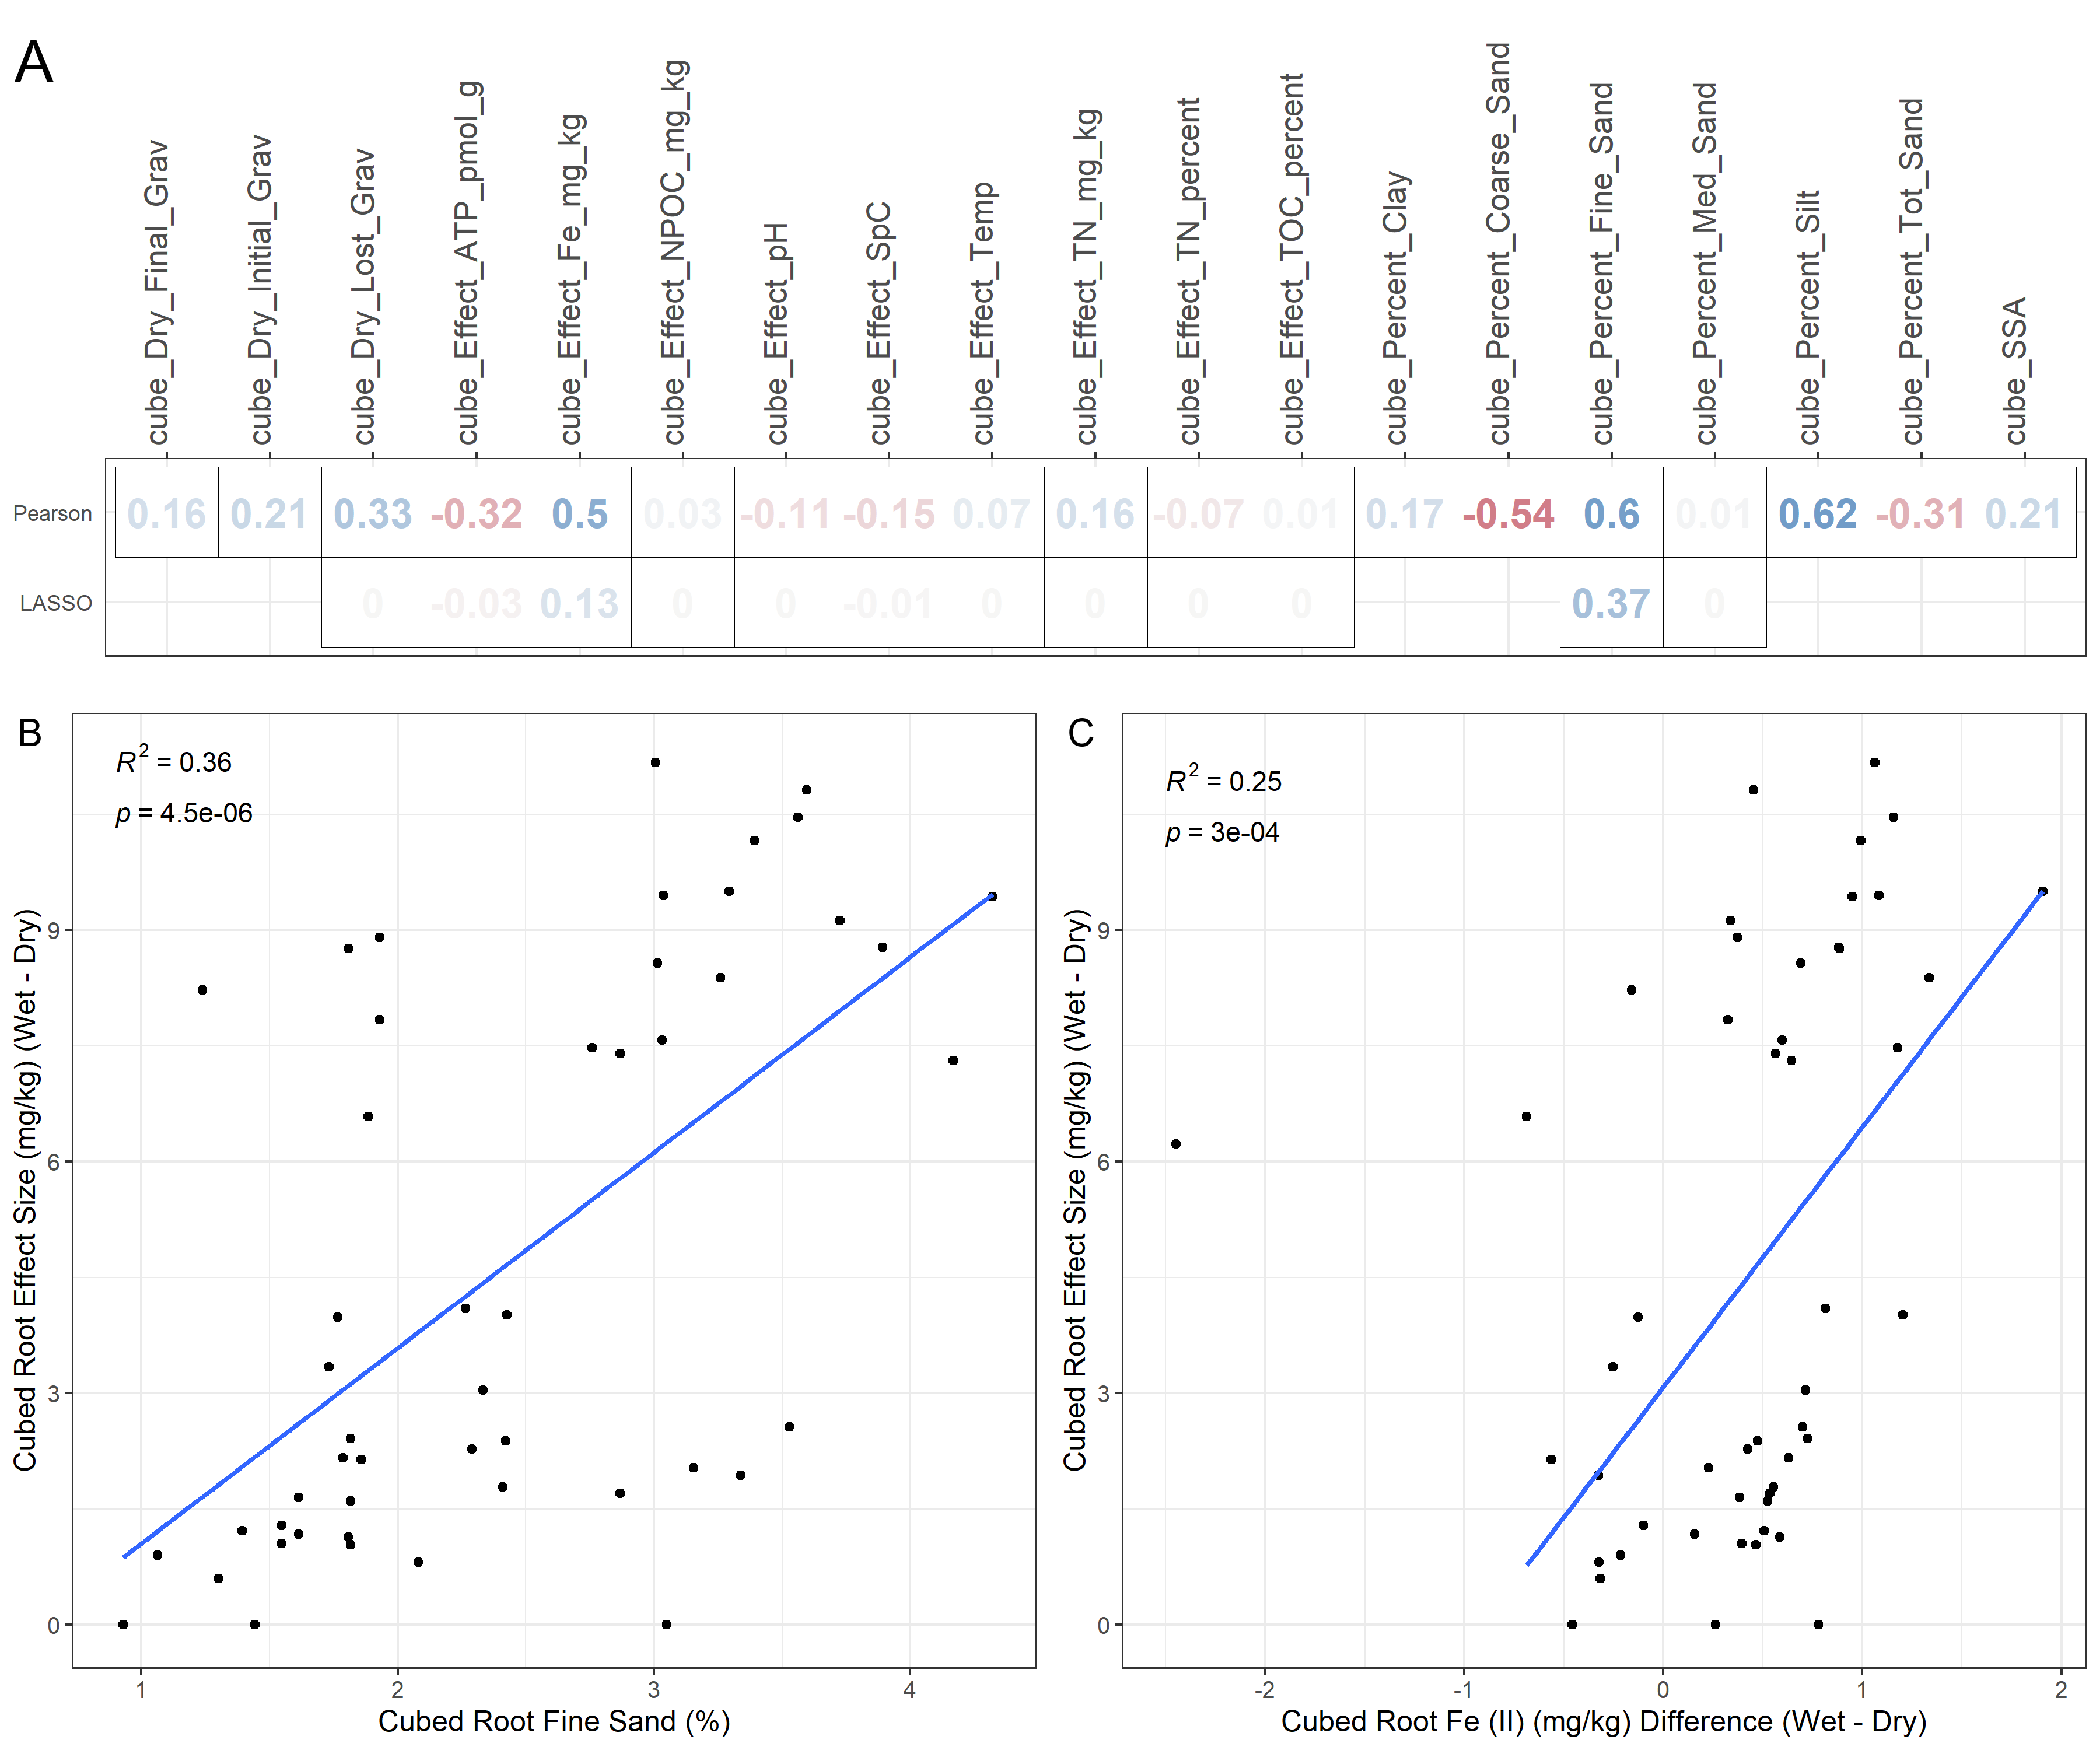 A
cube_Dry_Final_Grav
cube_Dry_Initial_Grav
cube_Dry_Lost_Grav
cube_Effect_ATP_pmol_g
cube_Effect_Fe_mg_kg
cube_Effect_NPOC_mg_kg
cube_Effect_pH
cube_Effect_SpC
cube_Effect_Temp
cube_Effect_TN_mg_kg
cube_Effect_TN_percent
cube_Effect_TOC_percent
cube_Percent_Clay
cube_Percent_Coarse_Sand
cube_Percent_Fine_Sand
cube_Percent_Med_Sand
cube_Percent_Silt
cube_Percent_Tot_Sand
cube_SSA
Pearson 0.16 0.21 0.33 -0.32 0.5 0.03 -0.11 -0.15 0.07 0.16 -0.07 0.01 0.17 -0.54 0.6 0.01 0.62 -0.31 0.21
LASSO 0 -0.03 0.13 0 0 -0.01 0 0 0 0 0.37 0
B
R² = 0.36
p = 4.5e-06
Cubed Root Effect Size (mg/kg) (Wet - Dry)
9
6
3
0
1 2 3 4
Cubed Root Fine Sand (%)
C
R² = 0.25
p = 3e-04
Cubed Root Effect Size (mg/kg) (Wet - Dry)
9
6
3
0
-2 -1 0 1 2
Cubed Root Fe (II) (mg/kg) Difference (Wet - Dry)